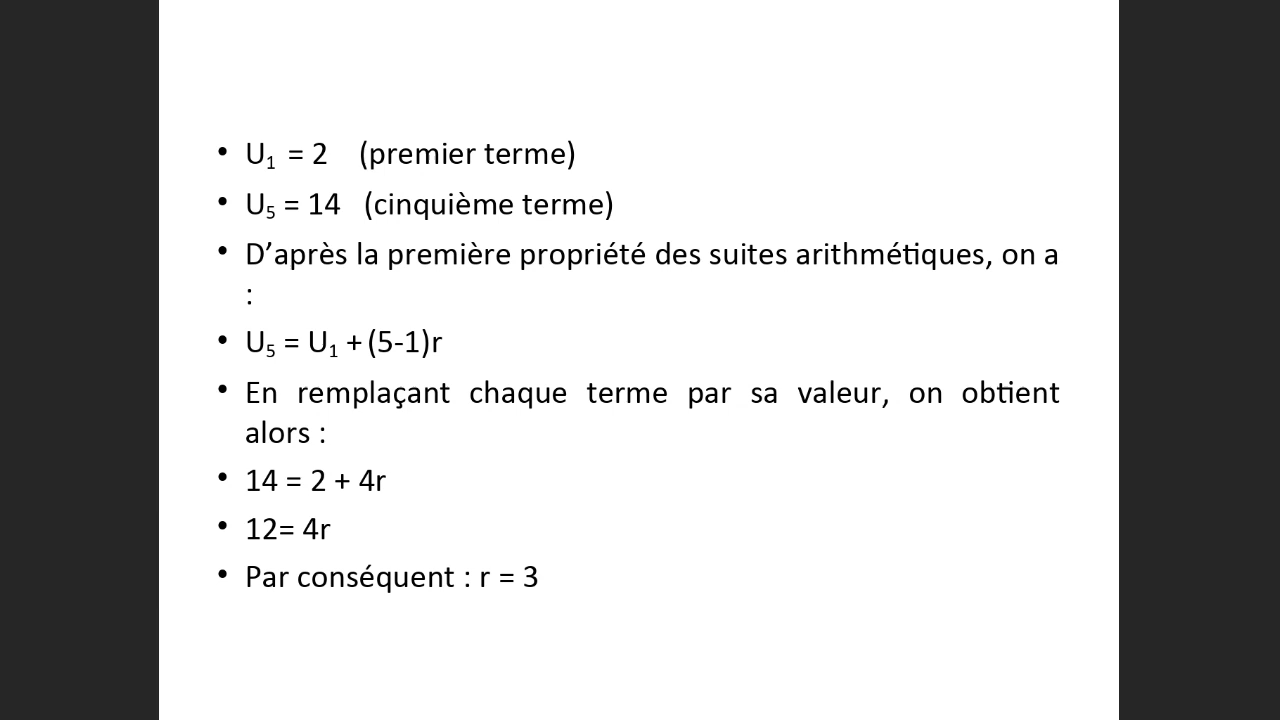 • U₁ = 2 (premier terme)
• U₅ = 14 (cinquième terme)
• D’après la première propriété des suites arithmétiques, on a
:
• U₅ = U₁ + (5-1)r
• En remplaçant chaque terme par sa valeur, on obtient
alors :
• 14 = 2 + 4r
• 12= 4r
• Par conséquent : r = 3